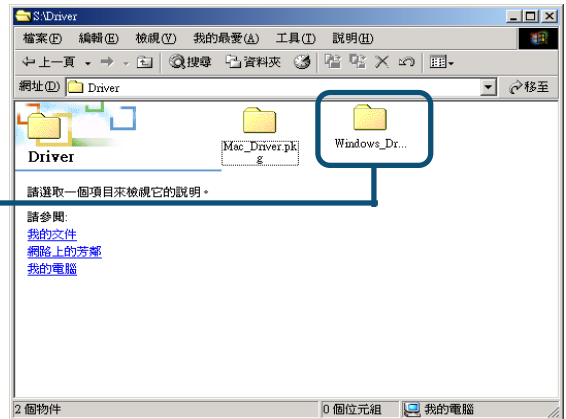 S:\Driver
檔案(F) 編輯(E) 檢視(V) 我的最愛(A) 工具(T) 說明(H)
上一頁 搜尋 資料夾
網址(D) Driver 移至
Driver
Mac_Driver.pk
g
Windows_Dr...
請選取一個項目來檢視它的說明。
請參閱:
我的文件
網路上的芳鄰
我的電腦
2 個物件 0 個位元組 我的電腦